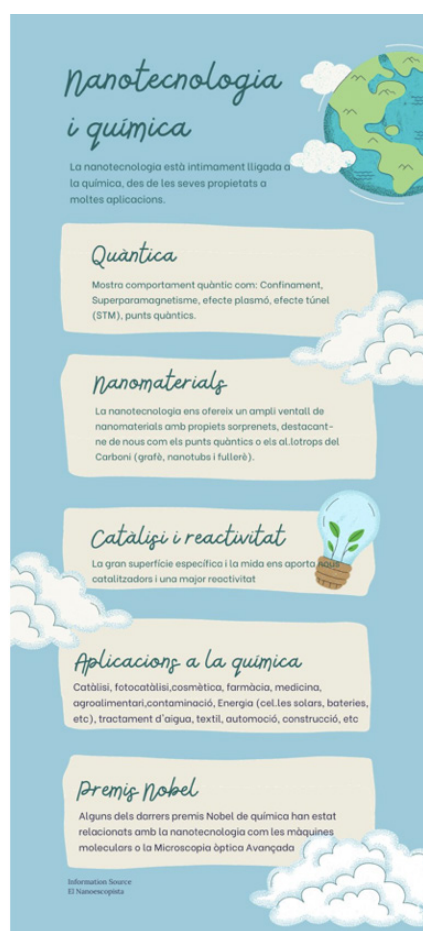 Nanotecnologia
i química
La nanotecnologia està intimament lligada a
la química, des de les seves propietats a
moltes aplicacions.
Quàntica
Mostra comportament quàntic com: Confinament,
Superparamagnetisme, efecte plasmó, efecte túnel
(STM), punts quàntics.
Nanomaterials
La nanotecnologia ens ofereix un ampli ventall de
nanomaterials amb propiets sorprenets, destacant-
ne de nous com els punts quàntics o els al.lotrops del
Carboni (grafè, nanotubs i fullerè).
Catàlisi i reactivitat
La gran superfície específica i la mida ens aporta nous
catalitzadors i una major reactivitat
Aplicacions a la química
Catàlisi, fotocatàlisi,cosmètica, farmàcia, medicina,
agroalimentari,contaminació, Energia (cel.les solars, bateries,
etc), tractament d'aigua, textil, automoció, construcció, etc
Premis Nobel
Alguns dels darrers premis Nobel de química han estat
relacionats amb la nanotecnologia com les màquines
moleculars o la Microscopia òptica Avançada
Information Source
El Nanoescopista